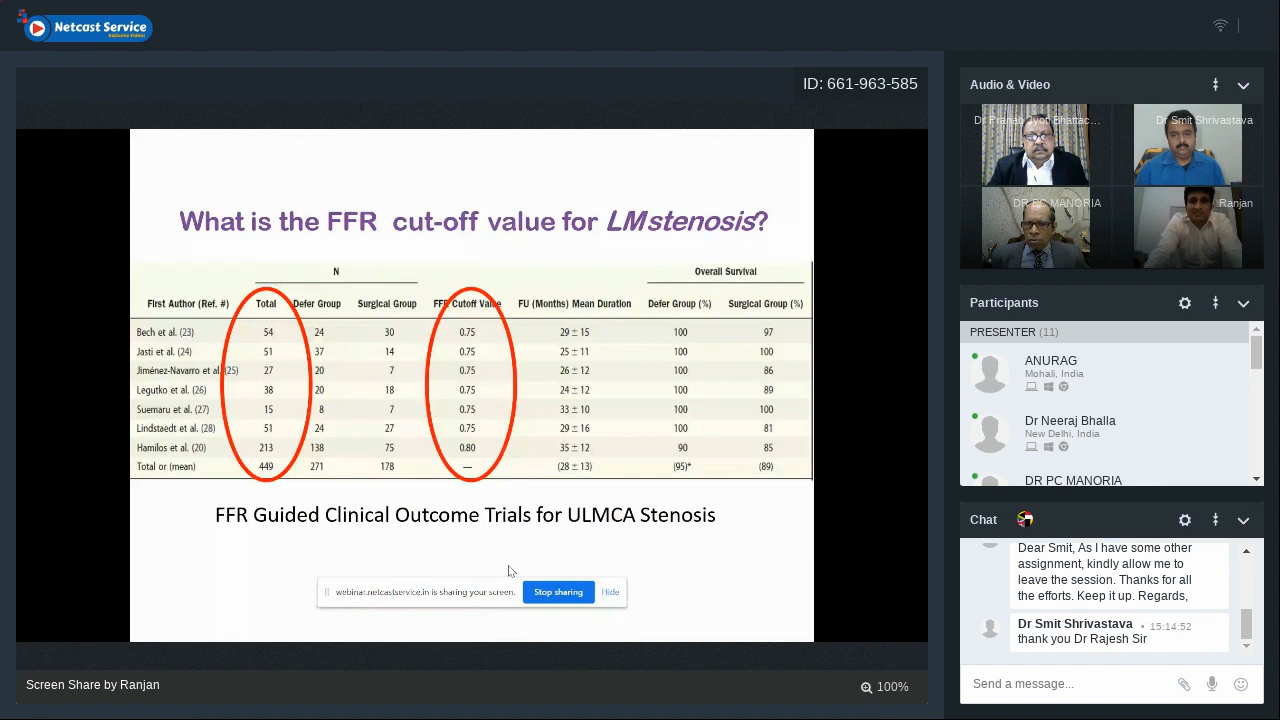 Netcast Service
ID: 661-963-585
What is the FFR cut-off value for LM stenosis?
N Overall Survival
First Author (Ref. #) Total Defer Group Surgical Group FFR Cutoff Value FU (Months) Mean Duration Defer Group (%) Surgical Group (%)
Bech et al. (23) 54 24 30 0.75 29 ± 15 100 97
Jasti et al. (24) 51 37 14 0.75 25 ± 11 100 100
Jiménez-Navarro et al. (25) 27 20 7 0.75 26 ± 12 100 86
Legutko et al. (26) 38 20 18 0.75 24 ± 12 100 89
Suemaru et al. (27) 15 8 7 0.75 33 ± 10 100 100
Lindstaedt et al. (28) 51 24 27 0.75 29 ± 16 100 81
Hamilos et al. (20) 213 138 75 0.80 35 ± 12 90 85
Total or (mean) 449 271 178 — (28 ± 13) (95)* (89)
FFR Guided Clinical Outcome Trials for ULMCA Stenosis
webinar.netcastservice.in is sharing your screen. Stop sharing Hide
Screen Share by Ranjan
100%
Audio & Video
Dr Pranab Jyoti Bhattac...
Dr Smit Shrivastava
DR PC MANORIA
Ranjan
Participants
PRESENTER (11)
ANURAG
Mohali, India
Dr Neeraj Bhalla
New Delhi, India
DR PC MANORIA
Chat
Dear Smit, As I have some other
assignment, kindly allow me to
leave the session. Thanks for all
the efforts. Keep it up. Regards,
Dr Smit Shrivastava • 15:14:52
thank you Dr Rajesh Sir
Send a message...